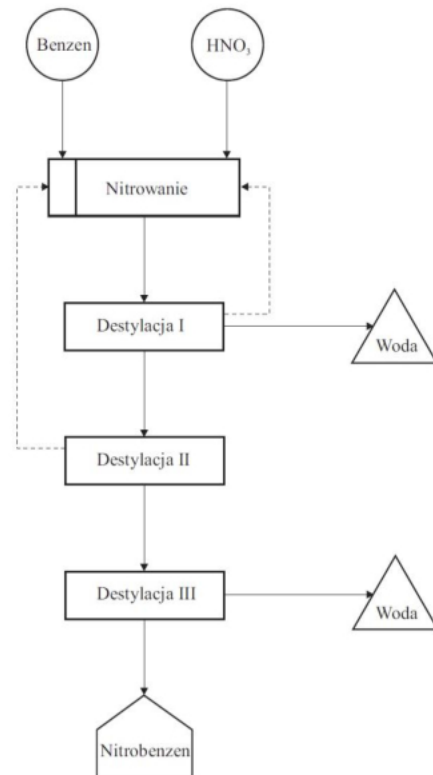 Benzen
HNO₃
Nitrowanie
Destylacja I
Woda
Destylacja II
Destylacja III
Woda
Nitrobenzen